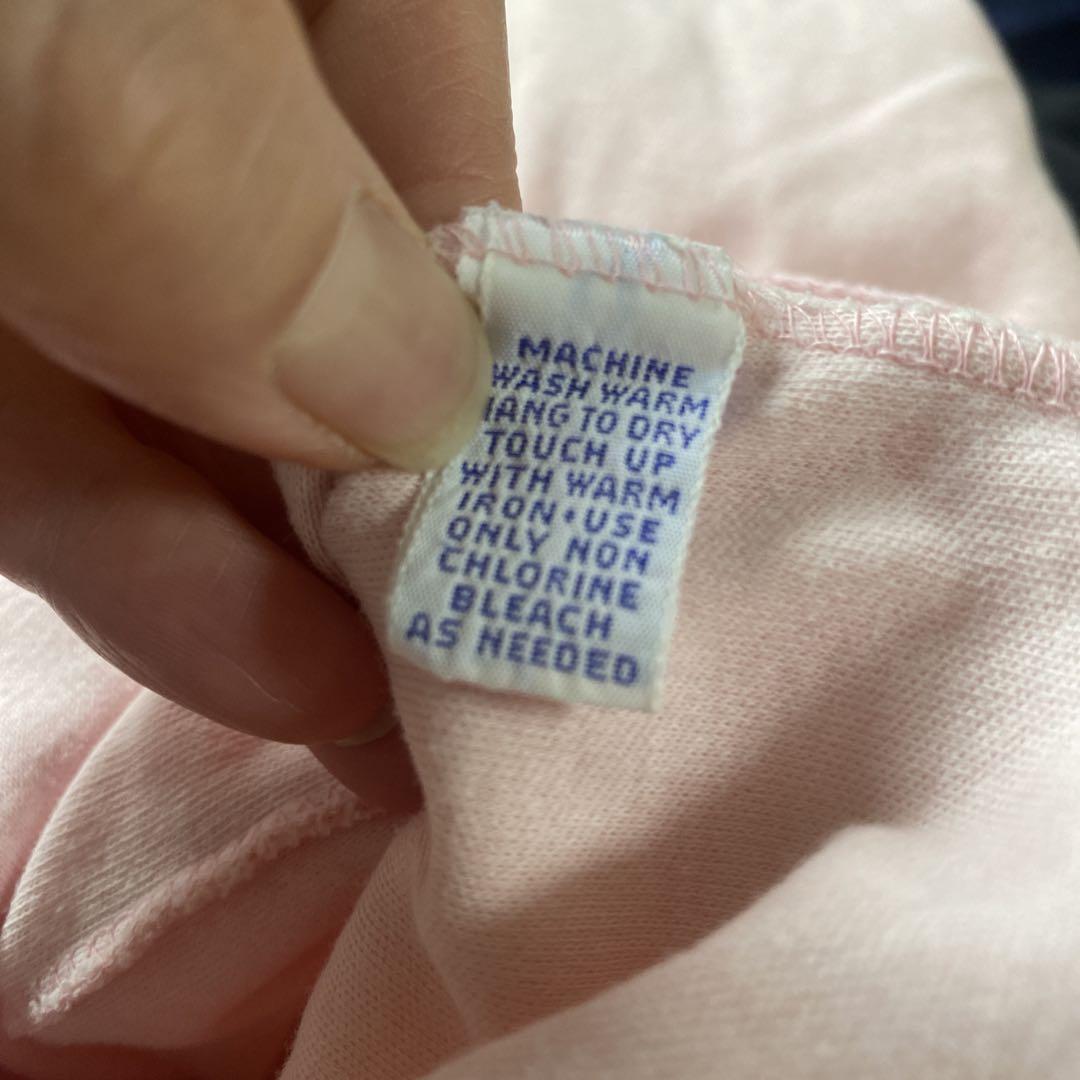 MACHINE
WASH WARM
HANG TO DRY
TOUCH UP
WITH WARM
IRON•USE
ONLY NON
CHLORINE
BLEACH
AS NEEDED